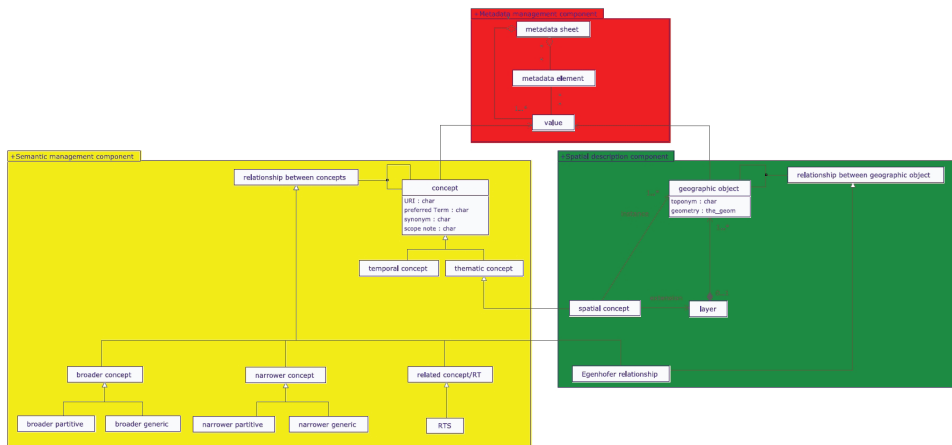 +Metadata management component
metadata sheet
metadata element
value
+Semantic management component
relationship between concepts
concept
URI : char
preferred Term : char
synonym : char
scope note : char
temporal concept
thematic concept
broader concept
narrower concept
related concept/RT
broader partitive
broader generic
narrower partitive
narrower generic
RTS
+Spatial description component
geographic object
toponym : char
geometry : the_geom
relationship between geographic object
spatial concept
layer
Egenhofer relationship